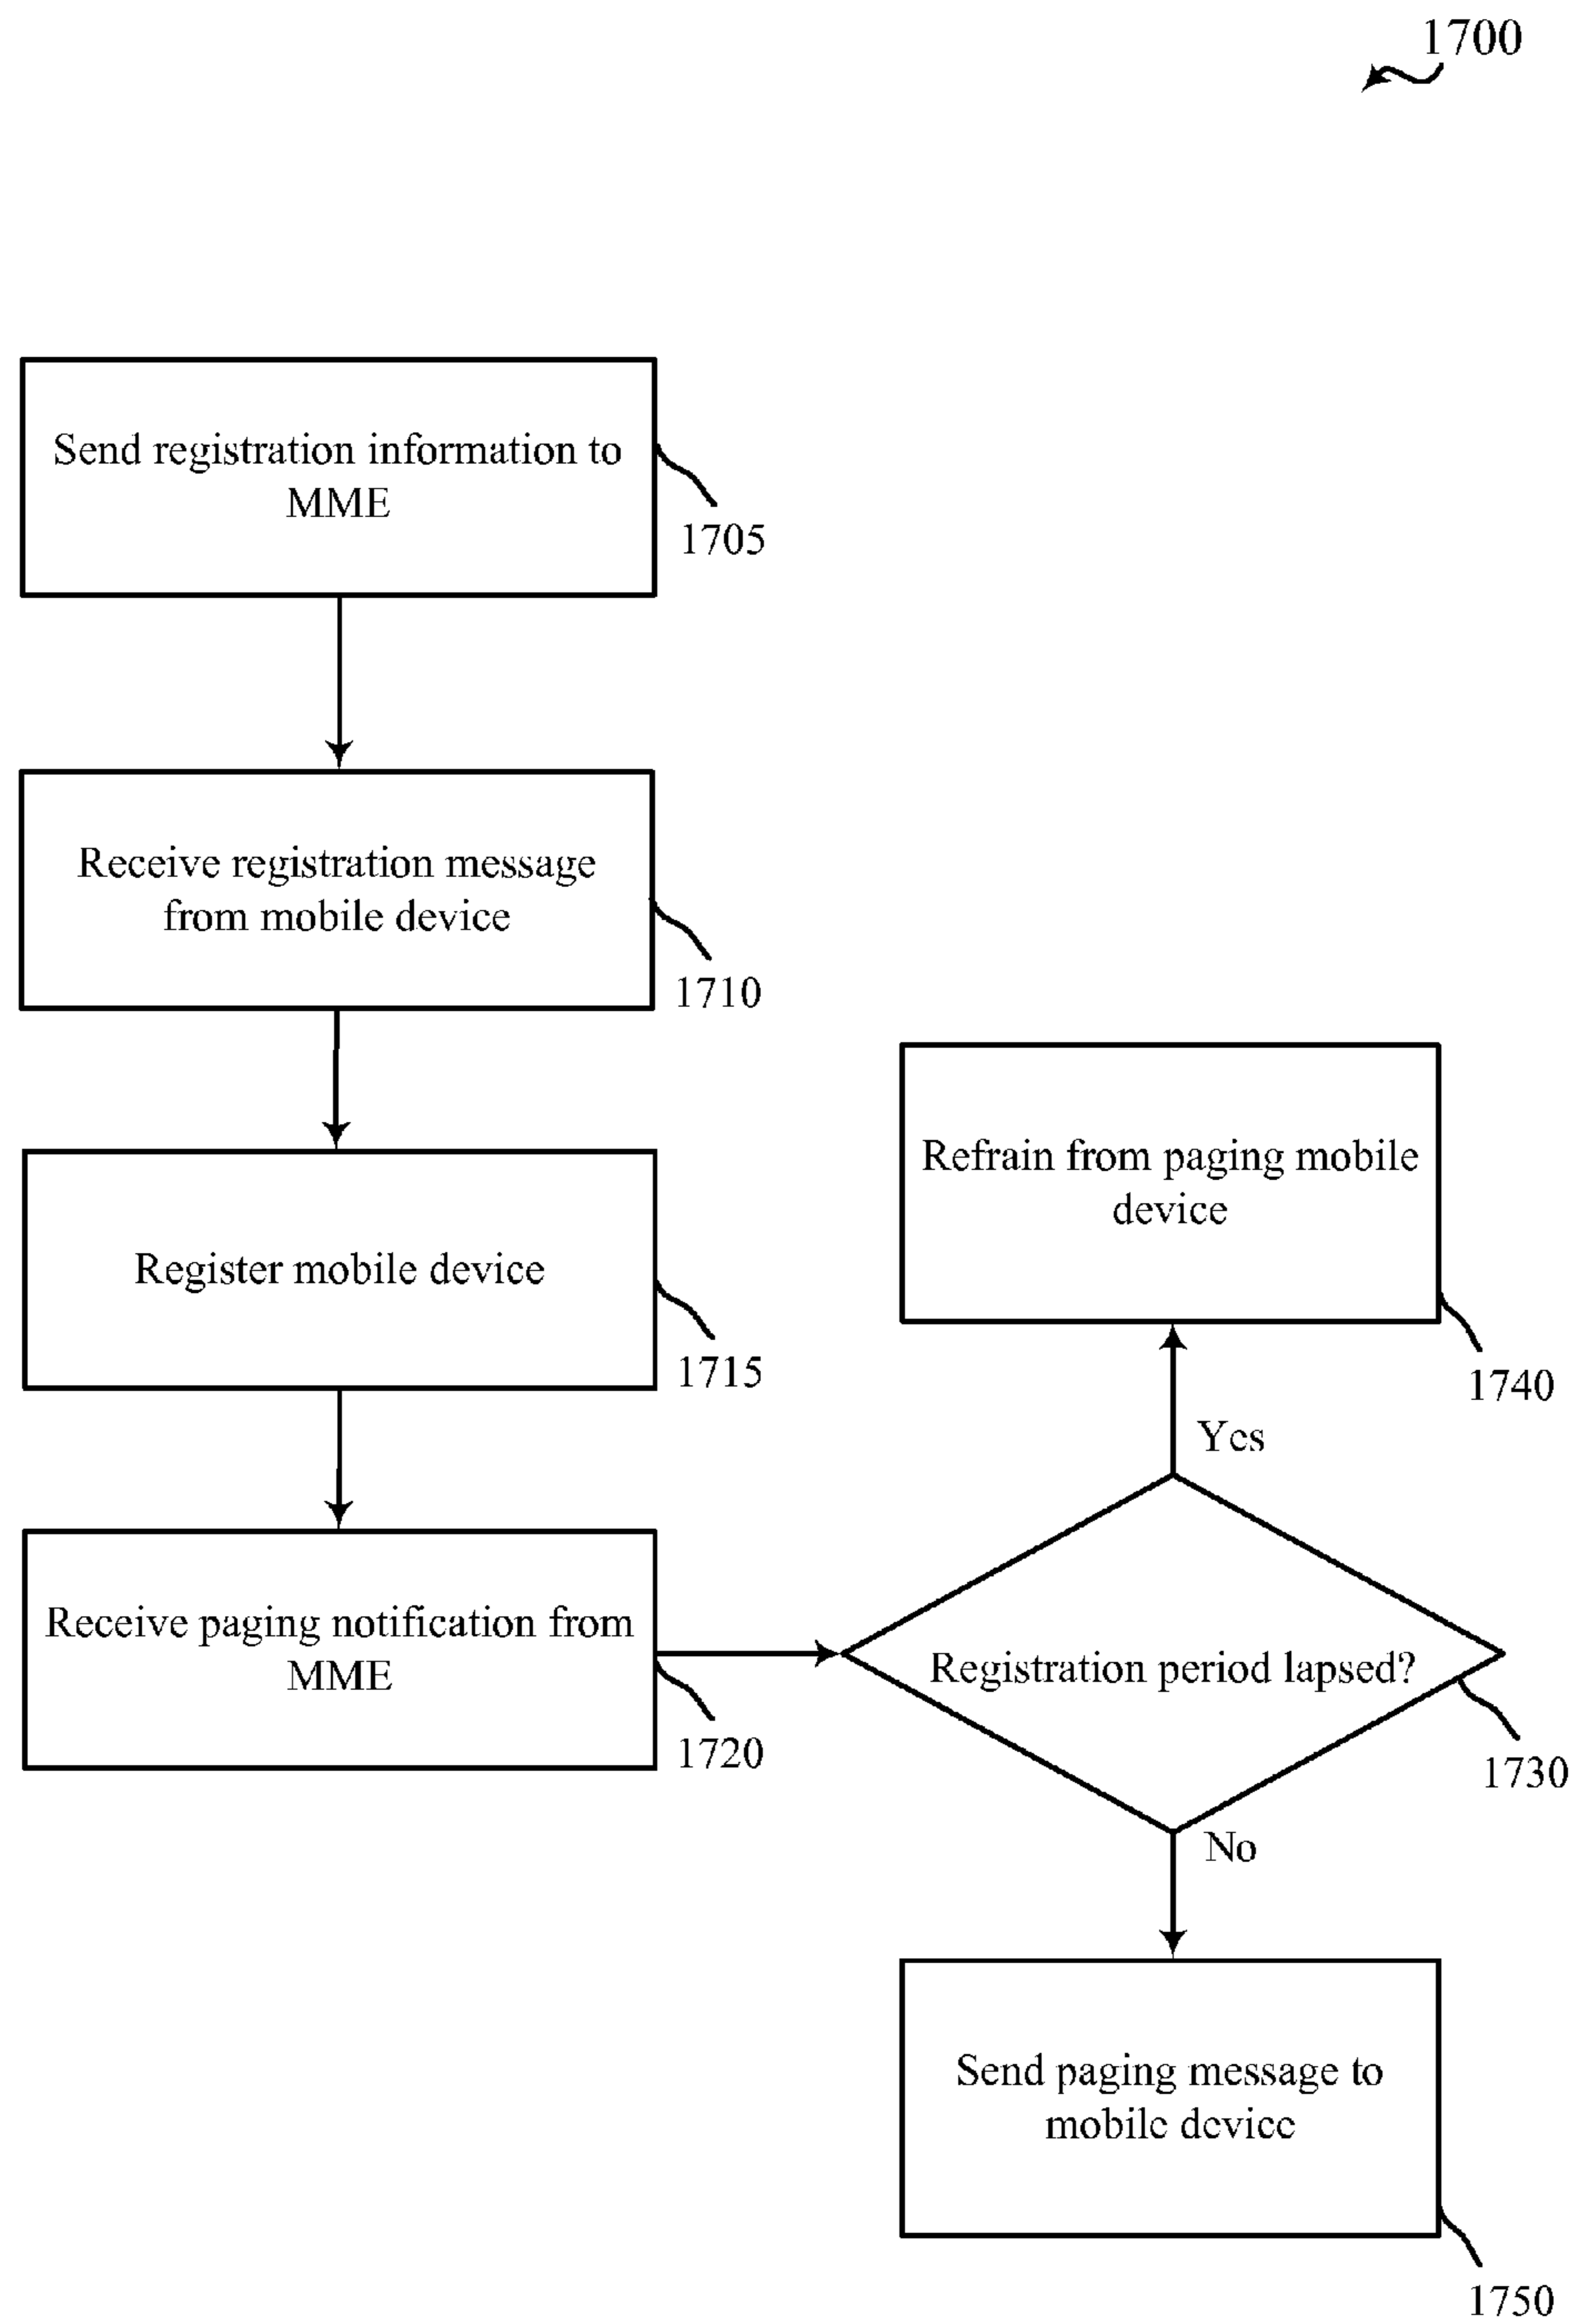 1700
Send registration information to
MME
1705
Receive registration message
from mobile device
1710
Register mobile device
1715
Receive paging notification from
MME
1720
Refrain from paging mobile
device
1740
Yes
Registration period lapsed?
1730
No
Send paging message to
mobile device
1750